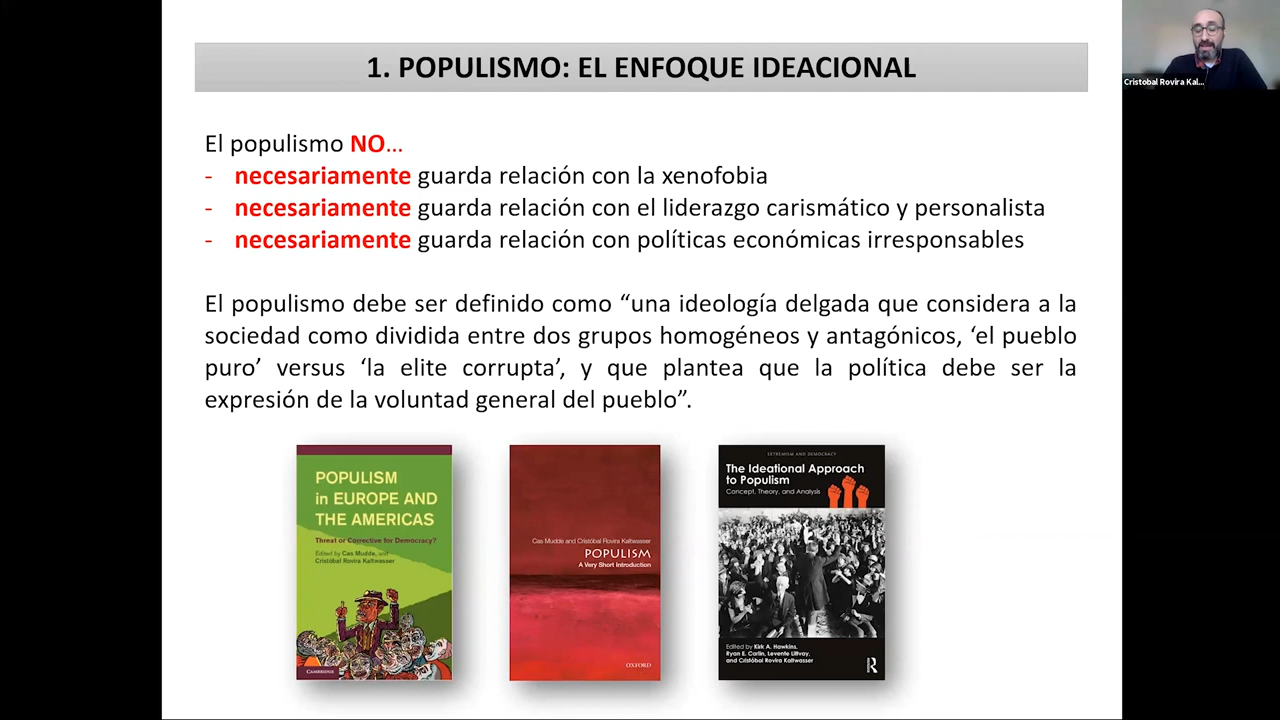 1. POPULISMO: EL ENFOQUE IDEACIONAL
Cristobal Rovira Kal...
El populismo NO...
- necesariamente guarda relación con la xenofobia
- necesariamente guarda relación con el liderazgo carismático y personalista
- necesariamente guarda relación con políticas económicas irresponsables
El populismo debe ser definido como “una ideología delgada que considera a la
sociedad como dividida entre dos grupos homogéneos y antagónicos, ‘el pueblo
puro’ versus ‘la elite corrupta’, y que plantea que la política debe ser la
expresión de la voluntad general del pueblo”.
POPULISM
in EUROPE AND
THE AMERICAS
Threat or Corrective for Democracy?
Edited by Cas Mudde, and
Cristóbal Rovira Kaltwasser
CAMBRIDGE
Cas Mudde and Cristóbal Rovira Kaltwasser
POPULISM
A Very Short Introduction
OXFORD
EXTREMISM AND DEMOCRACY
The Ideational Approach
to Populism
Concept, Theory, and Analysis
Edited by Kirk A. Hawkins,
Ryan E. Carlin, Levente Littvay,
and Cristóbal Rovira Kaltwasser
R